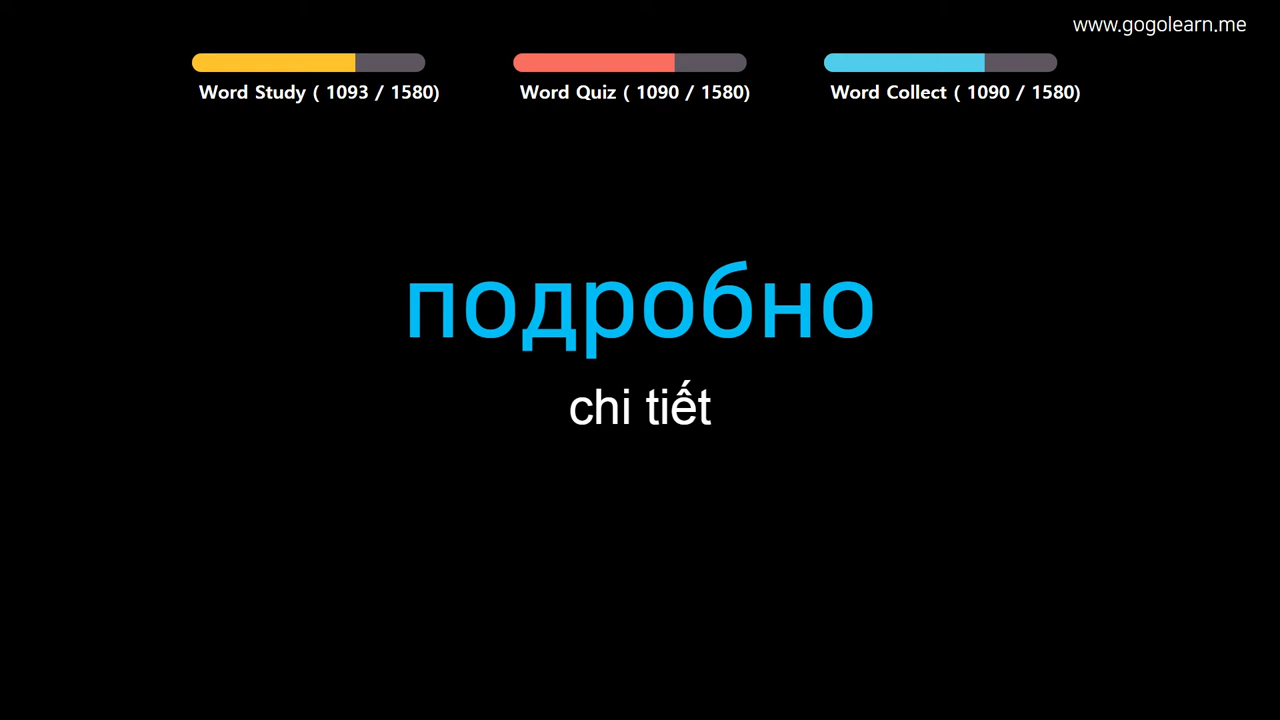 www.gogolearn.me
Word Study ( 1093 / 1580)
Word Quiz ( 1090 / 1580)
Word Collect ( 1090 / 1580)
подробно
chi tiết